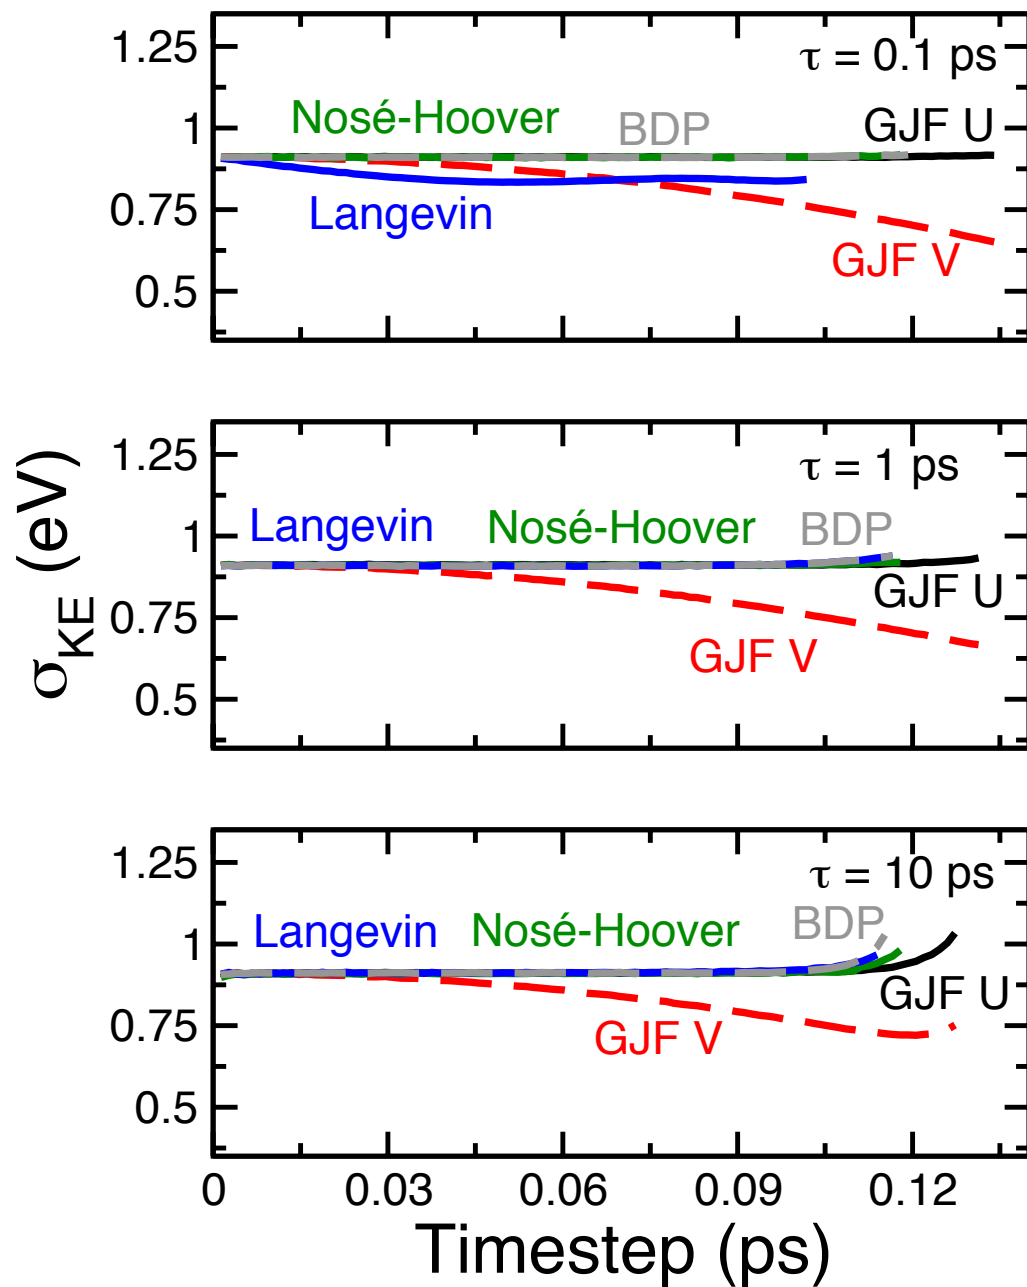 1.25
τ = 0.1 ps
Nosé-Hoover
BDP
GJF U
1
0.75
Langevin
GJF V
0.5
1.25
τ = 1 ps
Langevin
Nosé-Hoover
BDP
1
GJF U
0.75
GJF V
0.5
σKE (eV)
1.25
τ = 10 ps
Langevin
Nosé-Hoover
BDP
1
GJF U
0.75
GJF V
0.5
0 0.03 0.06 0.09 0.12
Timestep (ps)